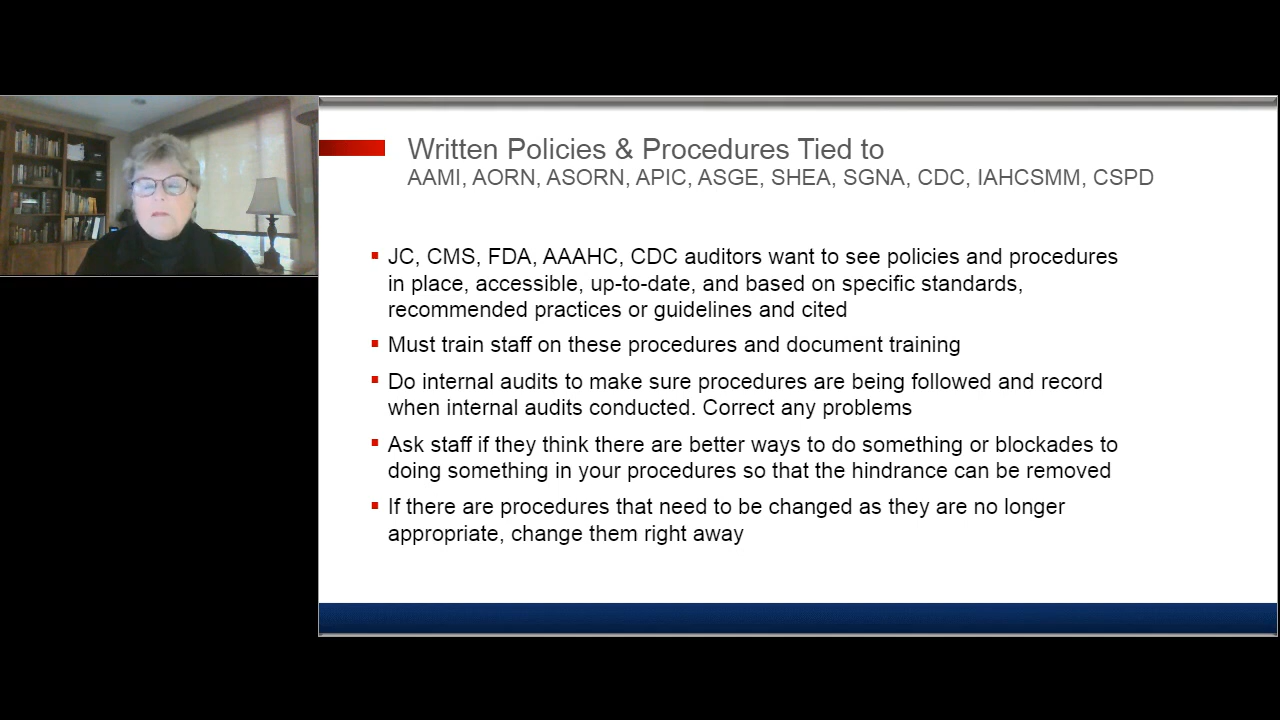 Written Policies & Procedures Tied to
AAMI, AORN, ASORN, APIC, ASGE, SHEA, SGNA, CDC, IAHCSMM, CSPD
JC, CMS, FDA, AAAHC, CDC auditors want to see policies and procedures
in place, accessible, up-to-date, and based on specific standards,
recommended practices or guidelines and cited
Must train staff on these procedures and document training
Do internal audits to make sure procedures are being followed and record
when internal audits conducted. Correct any problems
Ask staff if they think there are better ways to do something or blockades to
doing something in your procedures so that the hindrance can be removed
If there are procedures that need to be changed as they are no longer
appropriate, change them right away